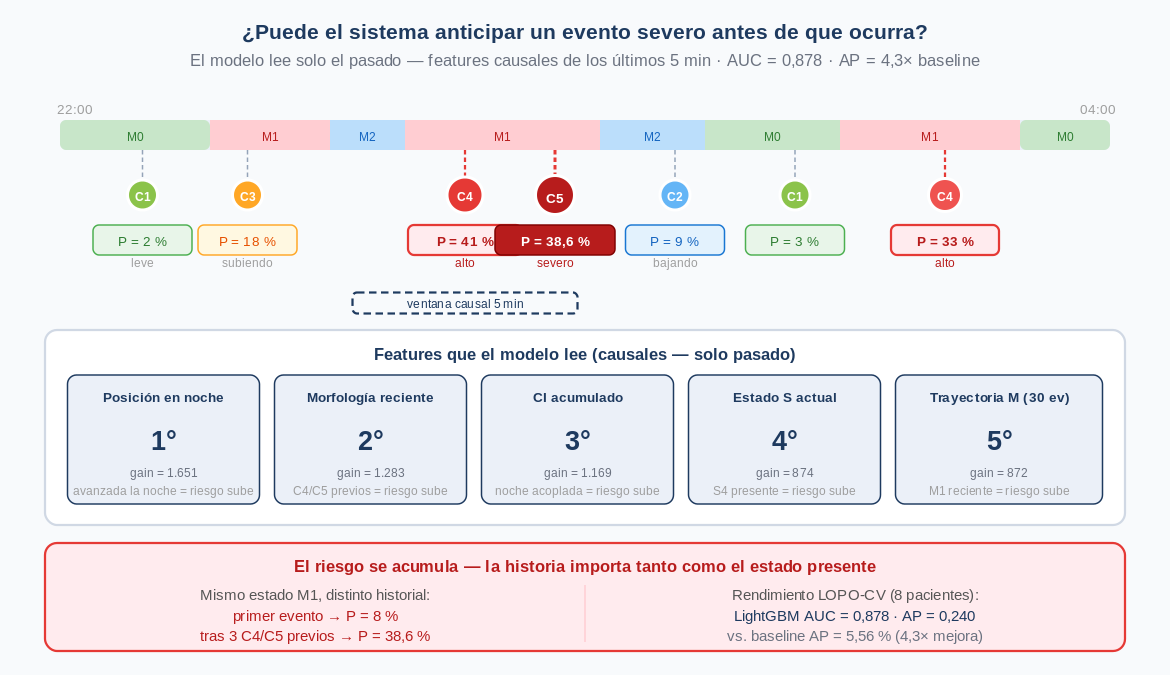 ¿Puede el sistema anticipar un evento severo antes de que ocurra?
El modelo lee solo el pasado — features causales de los últimos 5 min · AUC = 0,878 · AP = 4,3× baseline
22:00
04:00
M0
M1
M2
M1
M2
M0
M1
M0
C1
C3
C4
C5
C2
C1
C4
P = 2 %
P = 18 %
P = 41 %
P = 38,6 %
P = 9 %
P = 3 %
P = 33 %
leve
subiendo
alto
severo
bajando
alto
ventana causal 5 min
Features que el modelo lee (causales — solo pasado)
Posición en noche
1°
gain = 1.651
avanzada la noche = riesgo sube
Morfología reciente
2°
gain = 1.283
C4/C5 previos = riesgo sube
CI acumulado
3°
gain = 1.169
noche acoplada = riesgo sube
Estado S actual
4°
gain = 874
S4 presente = riesgo sube
Trayectoria M (30 ev)
5°
gain = 872
M1 reciente = riesgo sube
El riesgo se acumula — la historia importa tanto como el estado presente
Mismo estado M1, distinto historial:
primer evento → P = 8 %
tras 3 C4/C5 previos → P = 38,6 %
Rendimiento LOPO-CV (8 pacientes):
LightGBM AUC = 0,878 · AP = 0,240
vs. baseline AP = 5,56 % (4,3× mejora)